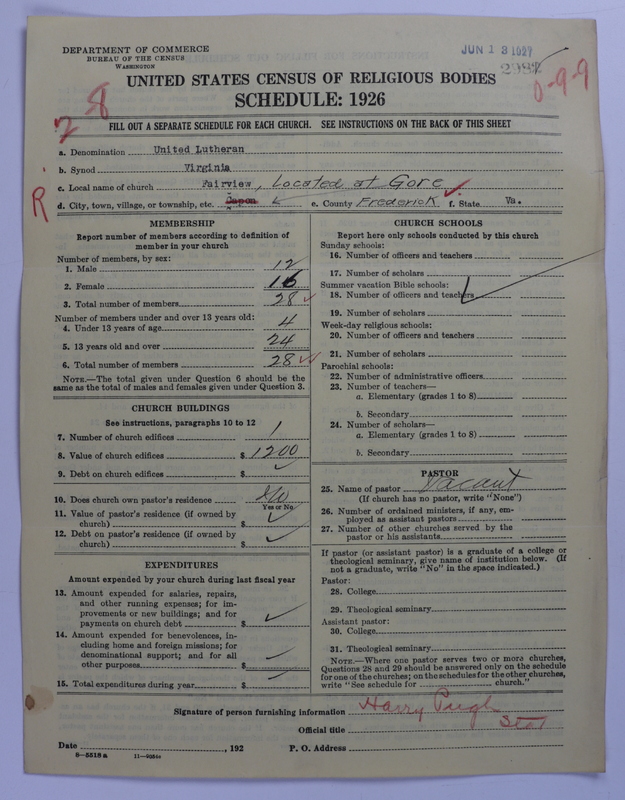 DEPARTMENT OF COMMERCE
BUREAU OF THE CENSUS
WASHINGTON
JUN 13 1927
UNITED STATES CENSUS OF RELIGIOUS BODIES
SCHEDULE: 1926
28
0-9-9
FILL OUT A SEPARATE SCHEDULE FOR EACH CHURCH. SEE INSTRUCTIONS ON THE BACK OF THIS SHEET
R
a. Denomination United Lutheran
b. Synod Virginia
c. Local name of church Fairview, Located at Gore
d. City, town, village, or township, etc. Capon e. County Frederick f. State Va.
MEMBERSHIP
Report number of members according to definition of
member in your church
Number of members, by sex:
1. Male 12
2. Female 16
3. Total number of members 28
Number of members under and over 13 years old:
4. Under 13 years of age 4
5. 13 years old and over 24
6. Total number of members 28
NOTE.—The total given under Question 6 should be the
same as the total of males and females given under Question 3.
CHURCH BUILDINGS
See instructions, paragraphs 10 to 12
7. Number of church edifices 1
8. Value of church edifices $ 1200
9. Debt on church edifices $
10. Does church own pastor's residence No
Yes or No
11. Value of pastor's residence (if owned by
church) $
12. Debt on pastor's residence (if owned by
church) $
EXPENDITURES
Amount expended by your church during last fiscal year
13. Amount expended for salaries, repairs,
and other running expenses; for im-
provements or new buildings; and for
payments on church debt $
14. Amount expended for benevolences, in-
cluding home and foreign missions; for
denominational support; and for all
other purposes $
15. Total expenditures during year $
CHURCH SCHOOLS
Report here only schools conducted by this church
Sunday schools:
16. Number of officers and teachers
17. Number of scholars
Summer vacation Bible schools:
18. Number of officers and teachers
19. Number of scholars
Week-day religious schools:
20. Number of officers and teachers
21. Number of scholars
Parochial schools:
22. Number of administrative officers
23. Number of teachers—
a. Elementary (grades 1 to 8)
b. Secondary
24. Number of scholars—
a. Elementary (grades 1 to 8)
b. Secondary
PASTOR
25. Name of pastor Vacant
(If church has no pastor, write "None")
26. Number of ordained ministers, if any, em-
ployed as assistant pastors
27. Number of other churches served by the
pastor or his assistants
If pastor (or assistant pastor) is a graduate of a college or
theological seminary, give name of institution below. (If
not a graduate, write "No" in the space indicated.)
Pastor:
28. College
29. Theological seminary
Assistant pastor:
30. College
31. Theological seminary
NOTE.—Where one pastor serves two or more churches,
Questions 28 and 29 should be answered only on the schedule
for one of the churches; on the schedules for the other churches,
write "See schedule for church."
Signature of person furnishing information Harry Pugh
Official title
Date , 192 P. O. Address
8—5518 a